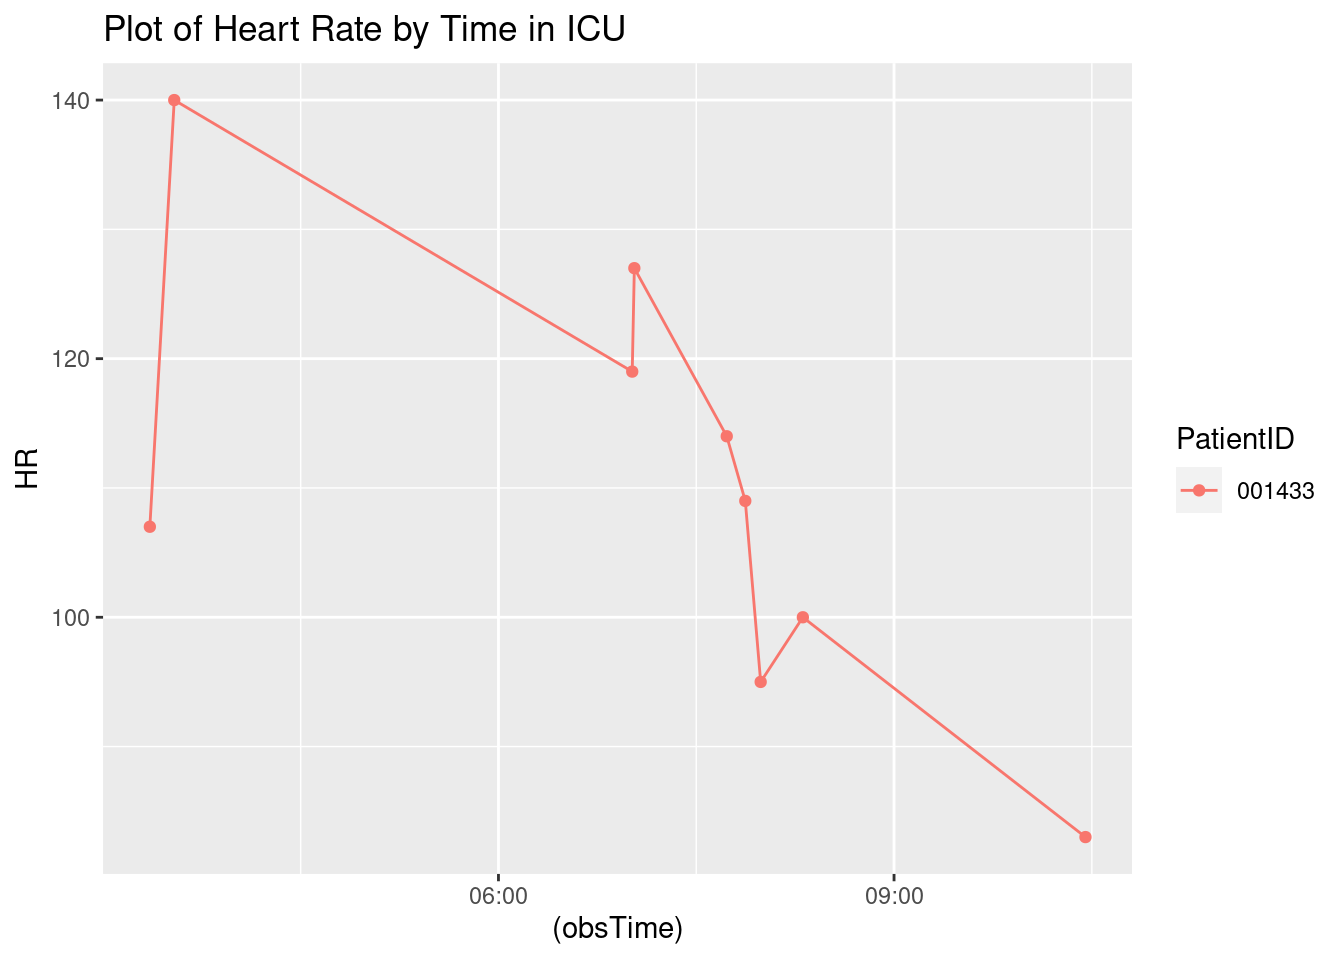 Plot of Heart Rate by Time in ICU
140
120
100
HR
06:00
09:00
(obsTime)
PatientID
001433